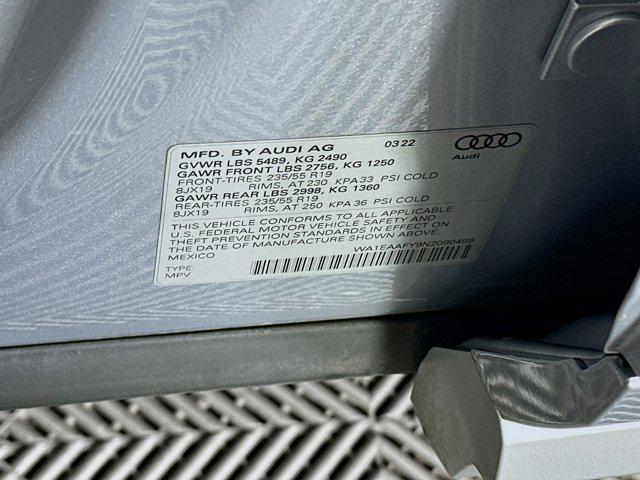 MFD. BY AUDI AG 03 22
GVWR LBS 5489, KG 2490
GAWR FRONT LBS 2756, KG 1250
FRONT-TIRES 235/55 R19
8JX19 RIMS, AT 230 KPA 33 PSI COLD
GAWR REAR LBS 2998, KG 1360
REAR-TIRES 235/55 R19
8JX19 RIMS, AT 250 KPA 36 PSI COLD
THIS VEHICLE CONFORMS TO ALL APPLICABLE
U.S. FEDERAL MOTOR VEHICLE SAFETY AND
THEFT PREVENTION STANDARDS IN EFFECT ON
THE DATE OF MANUFACTURE SHOWN ABOVE.
MEXICO
WA1EAAFY9N2090499
TYPE:
MPV
Audi